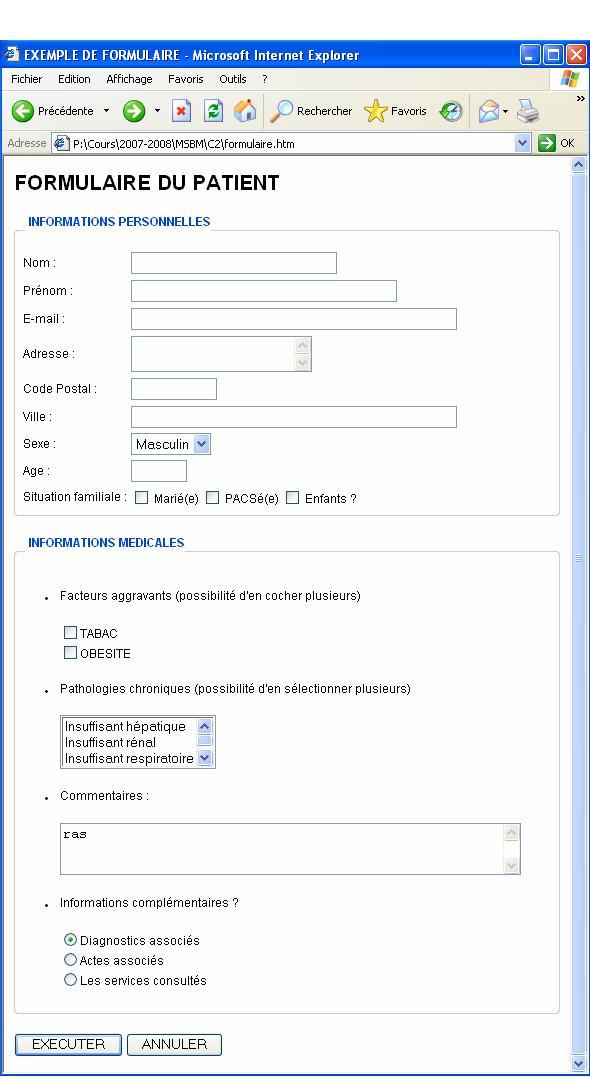 EXEMPLE DE FORMULAIRE - Microsoft Internet Explorer
Fichier Edition Affichage Favoris Outils ?
Précédente Rechercher Favoris »
Adresse P:\Cours\2007-2008\MSBM\C2\formulaire.htm OK
FORMULAIRE DU PATIENT
INFORMATIONS PERSONNELLES
Nom :
Prénom :
E-mail :
Adresse :
Code Postal :
Ville :
Sexe : Masculin
Age :
Situation familiale : Marié(e) PACSé(e) Enfants ?
INFORMATIONS MEDICALES
• Facteurs aggravants (possibilité d'en cocher plusieurs)
TABAC
OBESITE
• Pathologies chroniques (possibilité d'en sélectionner plusieurs)
Insuffisant hépatique
Insuffisant rénal
Insuffisant respiratoire
• Commentaires :
ras
• Informations complémentaires ?
Diagnostics associés
Actes associés
Les services consultés
EXECUTER ANNULER